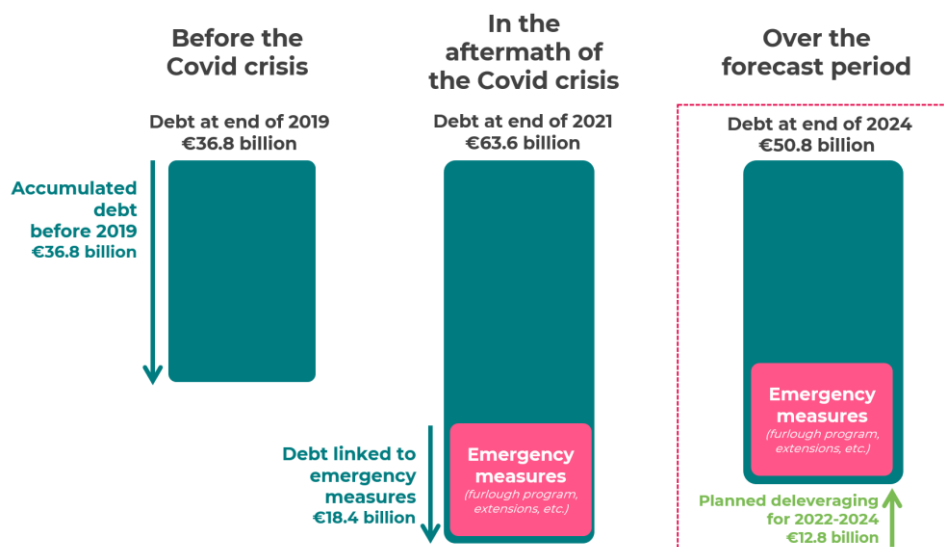 Before the
Covid crisis
Debt at end of 2019
€36.8 billion
Accumulated
debt
before 2019
€36.8 billion
In the
aftermath of
the Covid crisis
Debt at end of 2021
€63.6 billion
Debt linked to
emergency
measures
€18.4 billion
Emergency
measures
(furlough program,
extensions, etc.)
Over the
forecast period
Debt at end of 2024
€50.8 billion
Emergency
measures
(furlough program,
extensions, etc.)
Planned deleveraging
for 2022-2024
€12.8 billion